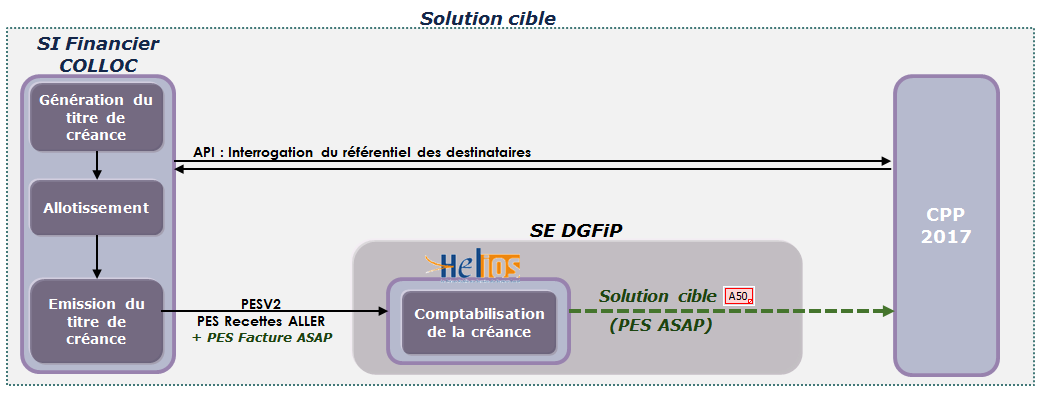 Solution cible
SI Financier
COLLOC
Génération du
titre de
créance
API : Interrogation du référentiel des destinataires
Allotissement
CPP
2017
SE DGFiP
Helios
Emission du
titre de
créance
PESV2
PES Recettes ALLER
+ PES Facture ASAP
Comptabilisation
de la créance
Solution cible A50
(PES ASAP)